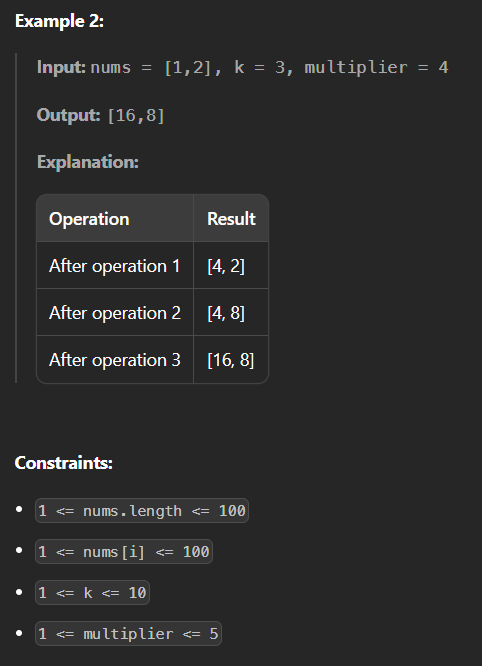 Example 2:
Input: nums = [1,2], k = 3, multiplier = 4
Output: [16,8]
Explanation:
Operation Result
After operation 1 [4, 2]
After operation 2 [4, 8]
After operation 3 [16, 8]
Constraints:
• 1 <= nums.length <= 100
• 1 <= nums[i] <= 100
• 1 <= k <= 10
• 1 <= multiplier <= 5